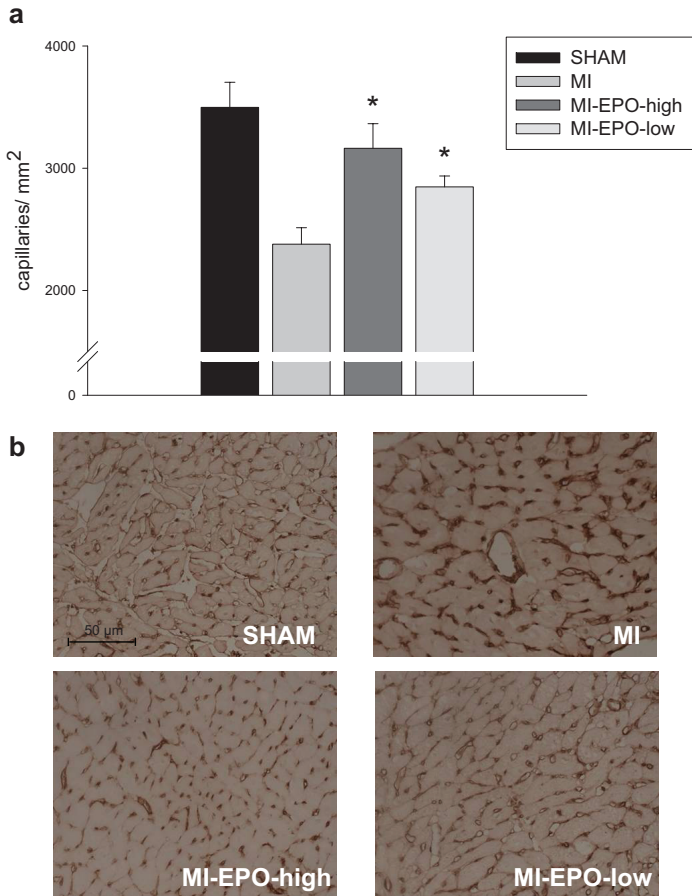 a
4000
3000
2000
0
capillaries/ mm²
SHAM
MI
MI-EPO-high
MI-EPO-low
*
*
b
50 µm
SHAM
MI
MI-EPO-high
MI-EPO-low